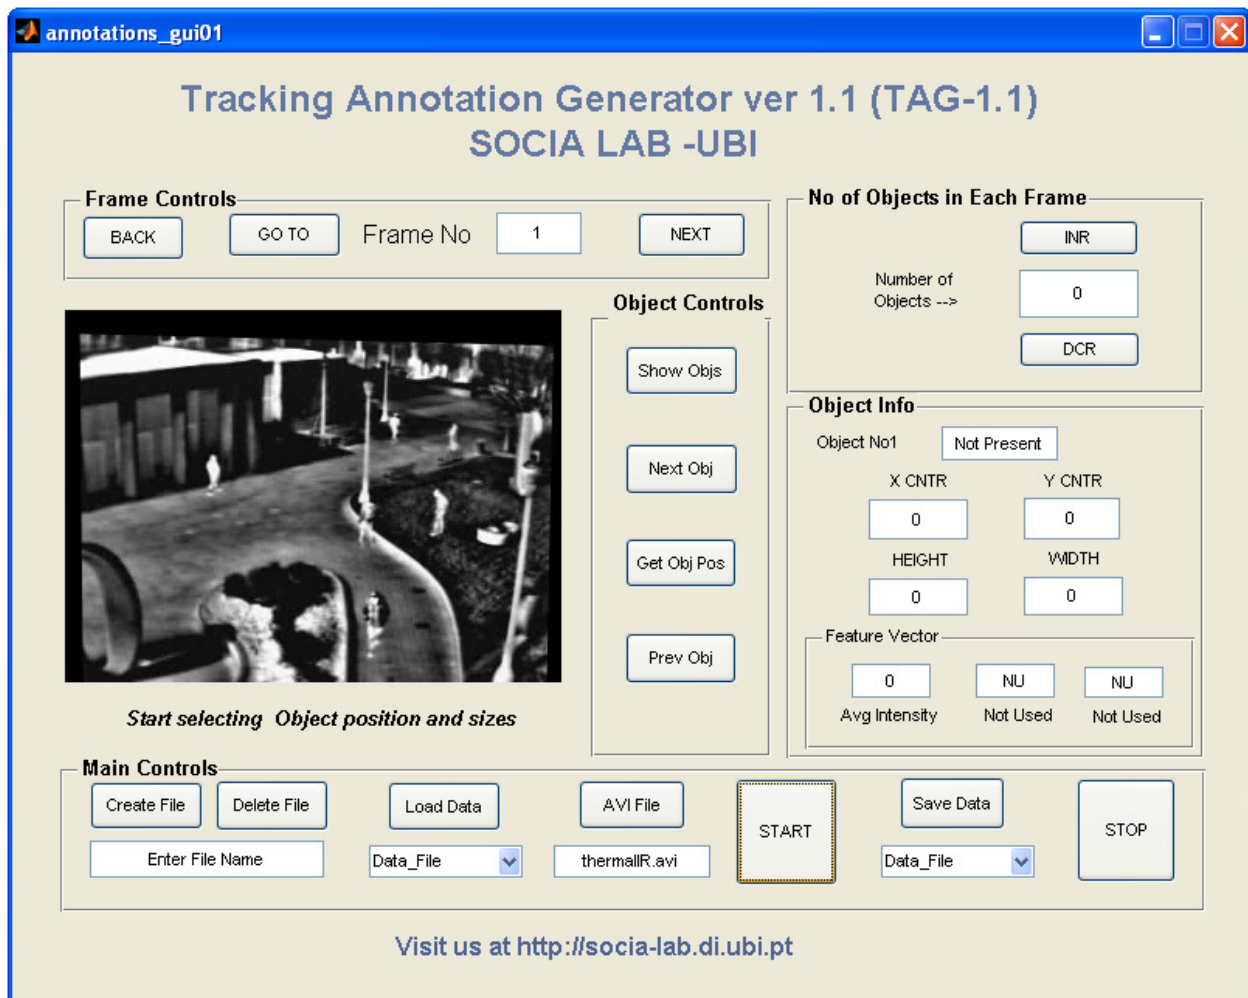 annotations_gui01
Tracking Annotation Generator ver 1.1 (TAG-1.1)
SOCIA LAB -UBI
Frame Controls
BACK
GO TO
Frame No
1
NEXT
No of Objects in Each Frame
INR
Number of
Objects -->
0
DCR
Object Controls
Show Objs
Next Obj
Get Obj Pos
Prev Obj
Object Info
Object No1
Not Present
X CNTR
Y CNTR
0
0
HEIGHT
WIDTH
0
0
Feature Vector
0
NU
NU
Avg Intensity
Not Used
Not Used
Start selecting Object position and sizes
Main Controls
Create File
Delete File
Load Data
AVI File
START
Save Data
STOP
Enter File Name
Data_File
thermalIR.avi
Data_File
Visit us at http://socia-lab.di.ubi.pt